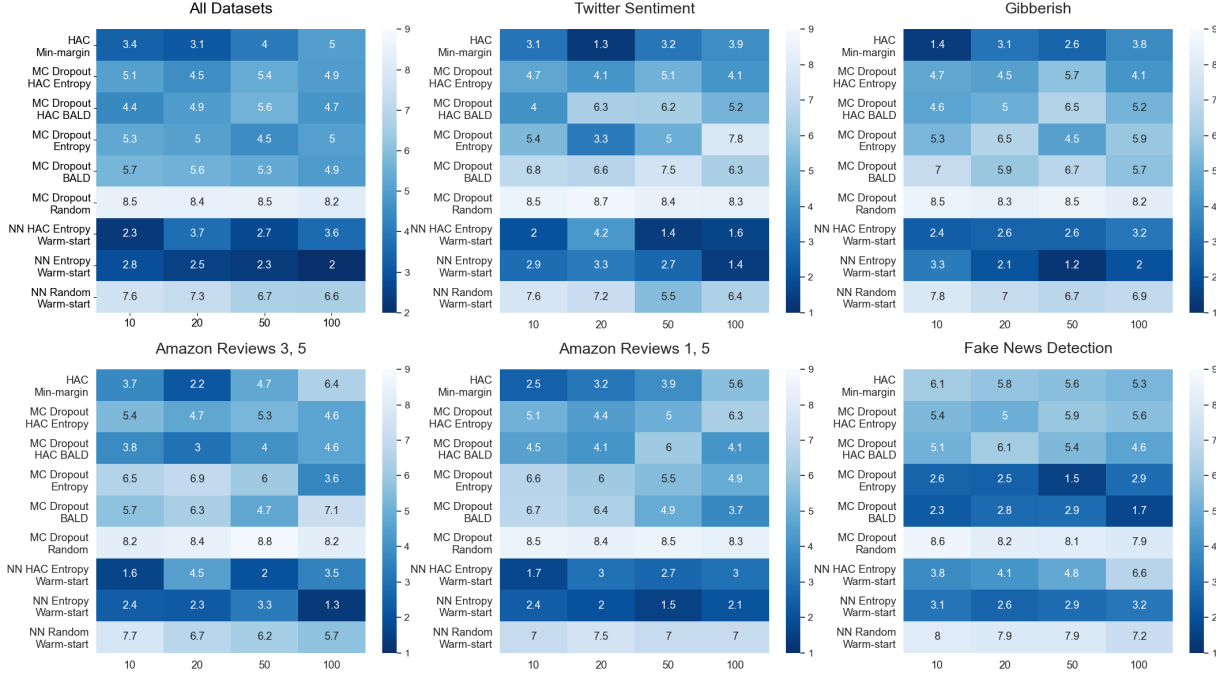 All Datasets
HAC
Min-margin
3.4 3.1 4 5
MC Dropout
HAC Entropy
5.1 4.5 5.4 4.9
MC Dropout
HAC BALD
4.4 4.9 5.6 4.7
MC Dropout
Entropy
5.3 5 4.5 5
MC Dropout
BALD
5.7 5.6 5.3 4.9
MC Dropout
Random
8.5 8.4 8.5 8.2
NN HAC Entropy
Warm-start
2.3 3.7 2.7 3.6
NN Entropy
Warm-start
2.8 2.5 2.3 2
NN Random
Warm-start
7.6 7.3 6.7 6.6
10 20 50 100
9
8
7
6
5
4
3
2
Twitter Sentiment
HAC
Min-margin
3.1 1.3 3.2 3.9
MC Dropout
HAC Entropy
4.7 4.1 5.1 4.1
MC Dropout
HAC BALD
4 6.3 6.2 5.2
MC Dropout
Entropy
5.4 3.3 5 7.8
MC Dropout
BALD
6.8 6.6 7.5 6.3
MC Dropout
Random
8.5 8.7 8.4 8.3
NN HAC Entropy
Warm-start
2 4.2 1.4 1.6
NN Entropy
Warm-start
2.9 3.3 2.7 1.4
NN Random
Warm-start
7.6 7.2 5.5 6.4
10 20 50 100
9
8
7
6
5
4
3
2
1
Gibberish
HAC
Min-margin
1.4 3.1 2.6 3.8
MC Dropout
HAC Entropy
4.7 4.5 5.7 4.1
MC Dropout
HAC BALD
4.6 5 6.5 5.2
MC Dropout
Entropy
5.3 6.5 4.5 5.9
MC Dropout
BALD
7 5.9 6.7 5.7
MC Dropout
Random
8.5 8.3 8.5 8.2
NN HAC Entropy
Warm-start
2.4 2.6 2.6 3.2
NN Entropy
Warm-start
3.3 2.1 1.2 2
NN Random
Warm-start
7.8 7 6.7 6.9
10 20 50 100
9
8
7
6
5
4
3
2
1
Amazon Reviews 3, 5
HAC
Min-margin
3.7 2.2 4.7 6.4
MC Dropout
HAC Entropy
5.4 4.7 5.3 4.6
MC Dropout
HAC BALD
3.8 3 4 4.6
MC Dropout
Entropy
6.5 6.9 6 3.6
MC Dropout
BALD
5.7 6.3 4.7 7.1
MC Dropout
Random
8.2 8.4 8.8 8.2
NN HAC Entropy
Warm-start
1.6 4.5 2 3.5
NN Entropy
Warm-start
2.4 2.3 3.3 1.3
NN Random
Warm-start
7.7 6.7 6.2 5.7
10 20 50 100
9
8
7
6
5
4
3
2
1
Amazon Reviews 1, 5
HAC
Min-margin
2.5 3.2 3.9 5.6
MC Dropout
HAC Entropy
5.1 4.4 5 6.3
MC Dropout
HAC BALD
4.5 4.1 6 4.1
MC Dropout
Entropy
6.6 6 5.5 4.9
MC Dropout
BALD
6.7 6.4 4.9 3.7
MC Dropout
Random
8.5 8.4 8.5 8.3
NN HAC Entropy
Warm-start
1.7 3 2.7 3
NN Entropy
Warm-start
2.4 2 1.5 2.1
NN Random
Warm-start
7 7.5 7 7
10 20 50 100
9
8
7
6
5
4
3
2
1
Fake News Detection
HAC
Min-margin
6.1 5.8 5.6 5.3
MC Dropout
HAC Entropy
5.4 5 5.9 5.6
MC Dropout
HAC BALD
5.1 6.1 5.4 4.6
MC Dropout
Entropy
2.6 2.5 1.5 2.9
MC Dropout
BALD
2.3 2.8 2.9 1.7
MC Dropout
Random
8.6 8.2 8.1 7.9
NN HAC Entropy
Warm-start
3.8 4.1 4.8 6.6
NN Entropy
Warm-start
3.1 2.6 2.9 3.2
NN Random
Warm-start
8 7.9 7.9 7.2
10 20 50 100
9
8
7
6
5
4
3
2
1